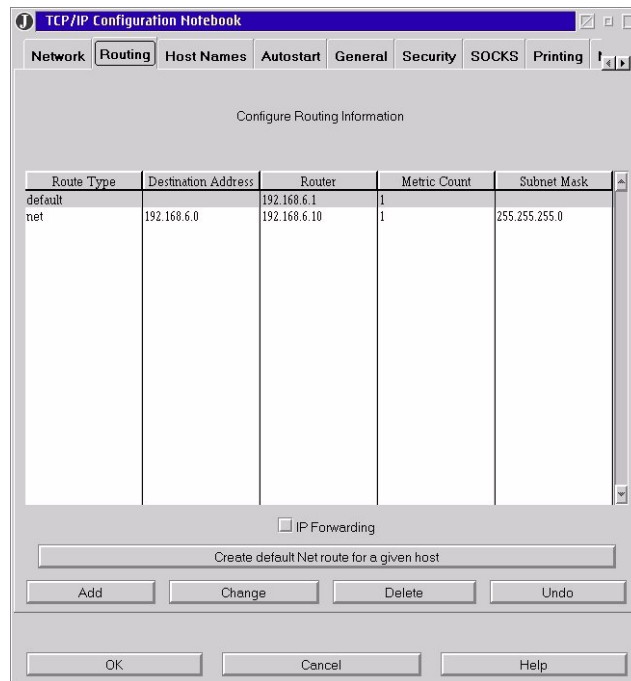 J TCP/IP Configuration Notebook
Network Routing Host Names Autostart General Security SOCKS Printing
Configure Routing Information
Route Type Destination Address Router Metric Count Subnet Mask
default 192.168.6.1 1
net 192.168.6.0 192.168.6.10 1 255.255.255.0
IP Forwarding
Create default Net route for a given host
Add Change Delete Undo
OK Cancel Help